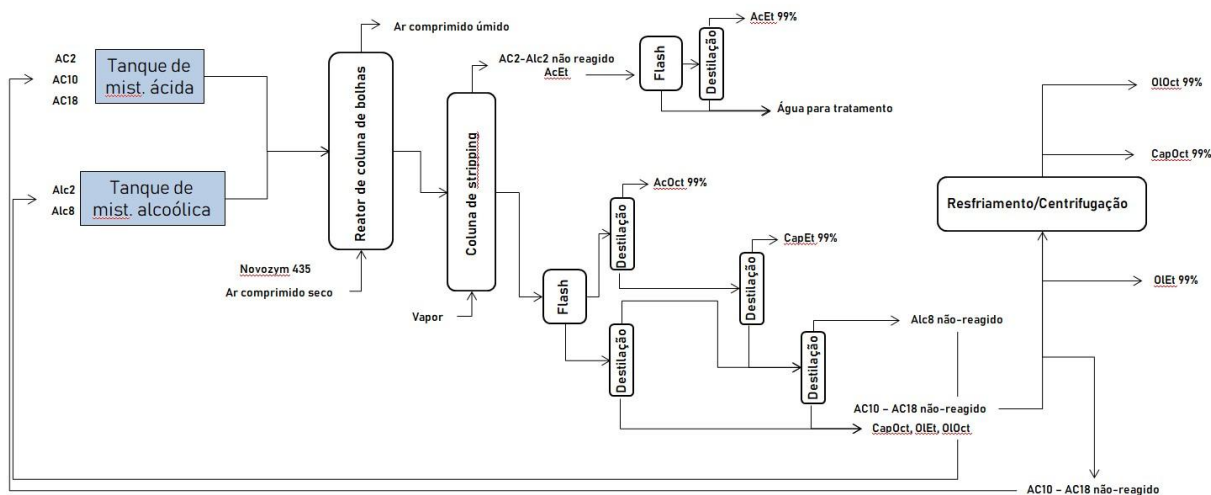 AcEt 99%
Ar comprimido úmido
AC2
AC10
AC18
Tanque de
mist. ácida
AC2-Alc2 não reagido
AcEt
Flash
Destilação
Água para tratamento
Reator de coluna de bolhas
Coluna de stripping
Alc2
Alc8
Tanque de
mist. alcoólica
Novozym 435
Ar comprimido seco
Vapor
Flash
Destilação
AcOct 99%
Destilação
CapEt 99%
Destilação
Destilação
Alc8 não-reagido
AC10 – AC18 não-reagido
CapOct, OlEt, OlOct
OlOct 99%
CapOct 99%
Resfriamento/Centrifugação
OlEt 99%
AC10 – AC18 não-reagido